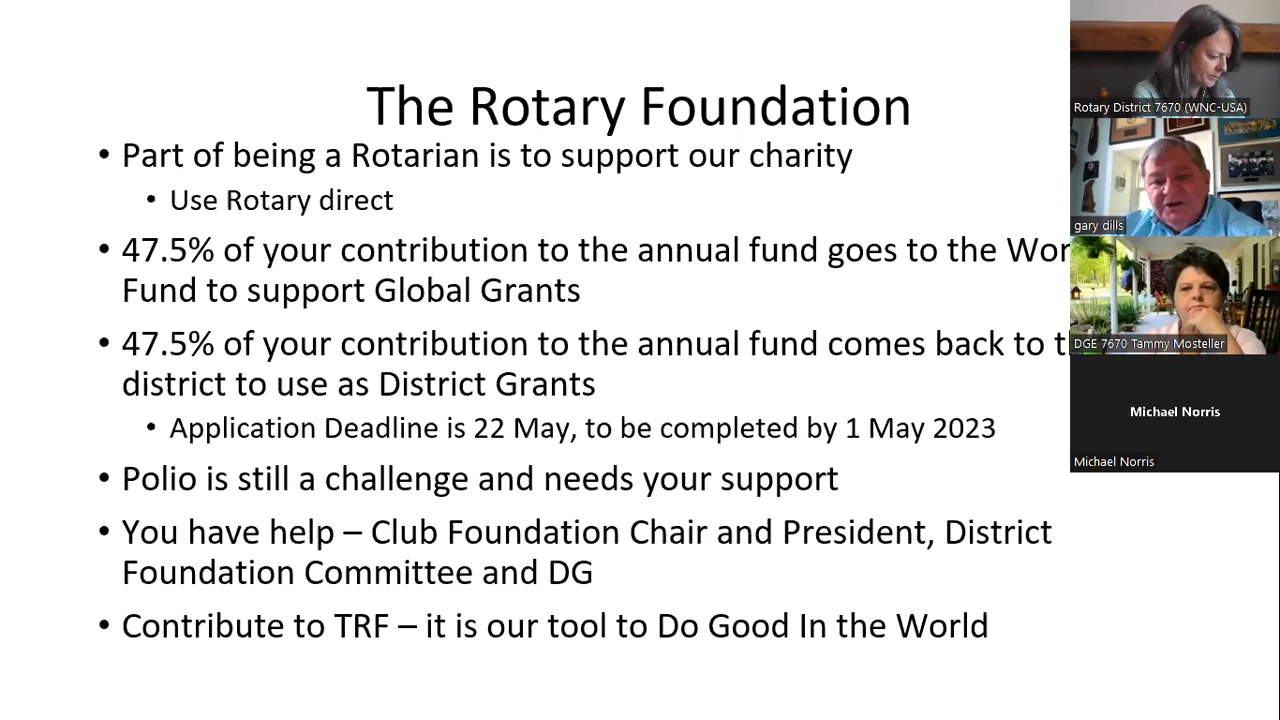 The Rotary Foundation
• Part of being a Rotarian is to support our charity
• Use Rotary direct
• 47.5% of your contribution to the annual fund goes to the
Fund to support Global Grants
• 47.5% of your contribution to the annual fund comes back to
district to use as District Grants
• Application Deadline is 22 May, to be completed by 1 May 2023
• Polio is still a challenge and needs your support
• You have help – Club Foundation Chair and President, District
Foundation Committee and DG
• Contribute to TRF – it is our tool to Do Good In the World
Rotary District 7670 (WNC-USA)
gary dills
DGE 7670 Tammy Mosteller
Michael Norris
Michael Norris